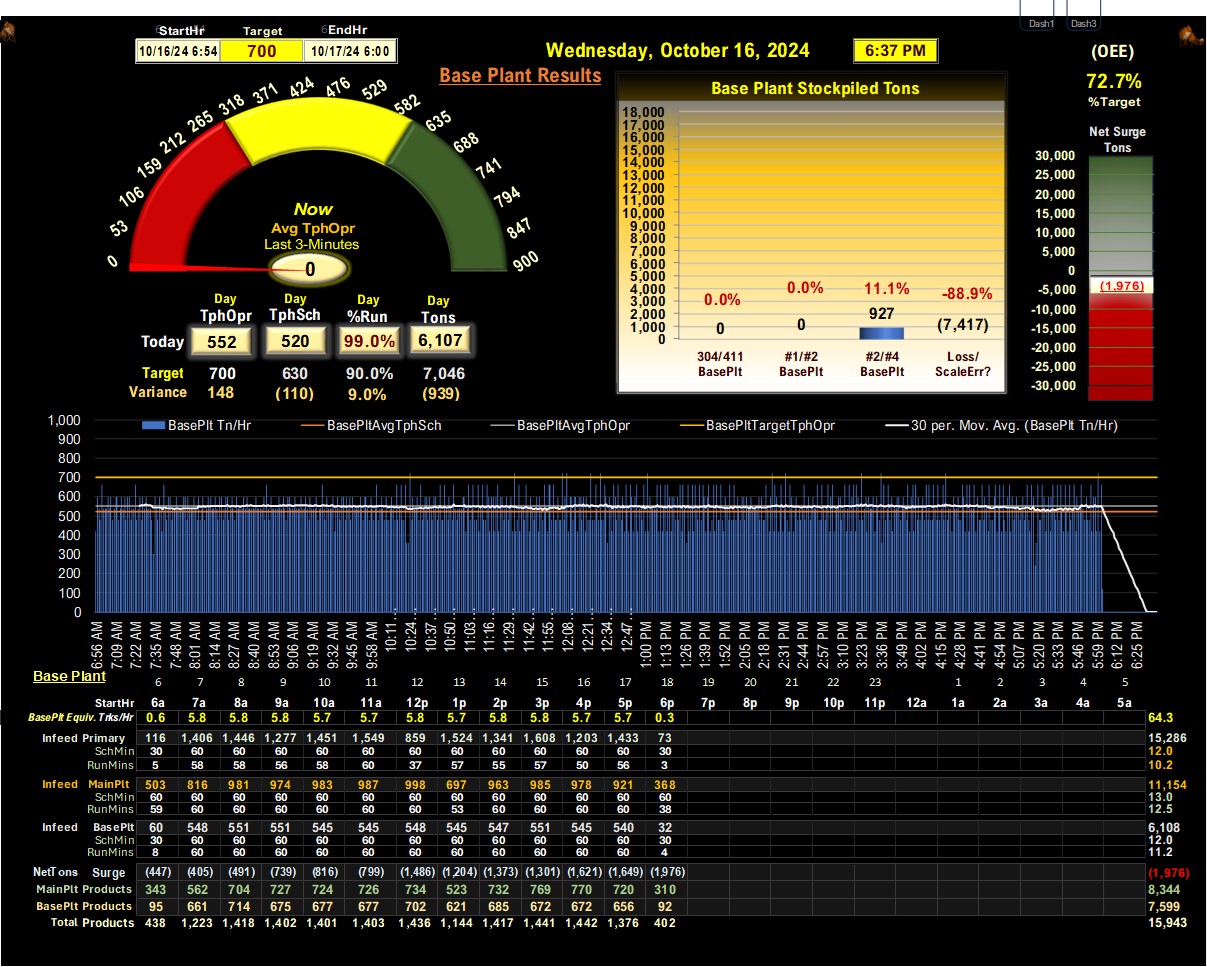 Dash1 Dash3
StartHr Target EndHr
10/16/24 6:54 700 10/17/24 6:00
Wednesday, October 16, 2024 6:37 PM
(OEE)
72.7%
%Target
Base Plant Results
0 53 106 159 212 265 318 371 424 476 529 582 635 688 741 794 847 900
Now
Avg TphOpr
Last 3-Minutes
0
Day Day Day Day
TphOpr TphSch %Run Tons
Today 552 520 99.0% 6,107
Target 700 630 90.0% 7,046
Variance 148 (110) 9.0% (939)
Base Plant Stockpiled Tons
18,000
17,000
16,000
15,000
14,000
13,000
12,000
11,000
10,000
9,000
8,000
7,000
6,000
5,000
4,000
3,000
2,000
1,000
0
0.0% 0.0% 11.1% -88.9%
0 0 927 (7,417)
304/411 #1/#2 #2/#4 Loss/
BasePlt BasePlt BasePlt ScaleErr?
Net Surge
Tons
30,000
25,000
20,000
15,000
10,000
5,000
0
-5,000
-10,000
-15,000
-20,000
-25,000
-30,000
(1,976)
BasePlt Tn/Hr BasePltAvgTphSch BasePltAvgTphOpr BasePltTargetTphOpr 30 per. Mov. Avg. (BasePlt Tn/Hr)
1,000
900
800
700
600
500
400
300
200
100
0
6:56 AM 7:09 AM 7:22 AM 7:35 AM 7:48 AM 8:01 AM 8:14 AM 8:27 AM 8:40 AM 8:53 AM 9:06 AM 9:19 AM 9:32 AM 9:45 AM 9:58 AM 10:11... 10:24... 10:37... 10:50... 11:03... 11:16... 11:29... 11:42... 11:55... 12:08... 12:21... 12:34... 12:47... 1:00 PM 1:13 PM 1:26 PM 1:39 PM 1:52 PM 2:05 PM 2:18 PM 2:31 PM 2:44 PM 2:57 PM 3:10 PM 3:23 PM 3:36 PM 3:49 PM 4:02 PM 4:15 PM 4:28 PM 4:41 PM 4:54 PM 5:07 PM 5:20 PM 5:33 PM 5:46 PM 5:59 PM 6:12 PM 6:25 PM
Base Plant
6 7 8 9 10 11 12 13 14 15 16 17 18 19 20 21 22 23 1 2 3 4 5
StartHr 6a 7a 8a 9a 10a 11a 12p 1p 2p 3p 4p 5p 6p 7p 8p 9p 10p 11p 12a 1a 2a 3a 4a 5a
BasePlt Equiv. Trks/Hr 0.6 5.8 5.8 5.8 5.7 5.7 5.8 5.7 5.8 5.8 5.7 5.7 0.3 64.3
Infeed Primary 116 1,406 1,446 1,277 1,451 1,549 859 1,524 1,341 1,608 1,203 1,433 73 15,286
SchMin 30 60 60 60 60 60 60 60 60 60 60 60 30 12.0
RunMins 5 58 58 56 58 60 37 57 55 57 50 56 3 10.2
Infeed MainPlt 503 816 981 974 983 987 998 697 963 985 978 921 368 11,154
SchMin 60 60 60 60 60 60 60 60 60 60 60 60 60 13.0
RunMins 59 60 60 60 60 60 60 53 60 60 60 60 38 12.5
Infeed BasePlt 60 548 551 551 545 545 548 545 547 551 545 540 32 6,108
SchMin 30 60 60 60 60 60 60 60 60 60 60 60 30 12.0
RunMins 8 60 60 60 60 60 60 60 60 60 60 60 4 11.2
NetTons Surge (447) (405) (491) (739) (816) (799) (1,486) (1,204) (1,373) (1,301) (1,621) (1,649) (1,976) (1,976)
MainPlt Products 343 562 704 727 724 726 734 523 732 769 770 720 310 8,344
BasePlt Products 95 661 714 675 677 677 702 621 685 672 672 656 92 7,599
Total Products 438 1,223 1,418 1,402 1,401 1,403 1,436 1,144 1,417 1,441 1,442 1,376 402 15,943